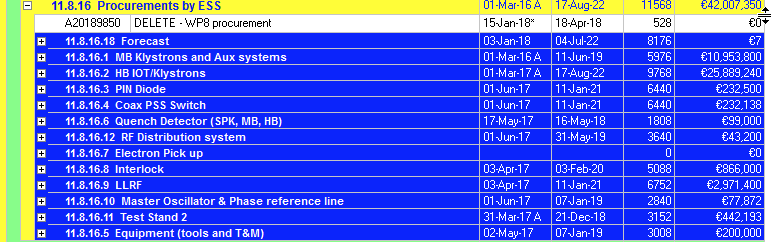 11.8.16 Procurements by ESS 01-Mar-16 A 17-Aug-22 11568 €42,007,350
A20189850 DELETE - WP8 procurement 15-Jan-18* 18-Apr-18 528 €0
11.8.16.18 Forecast 03-Jan-18 04-Jul-22 8176 €7
11.8.16.1 MB Klystrons and Aux systems 01-Mar-16 A 11-Jun-19 5976 €10,953,800
11.8.16.2 HB IOT/Klystrons 01-Mar-17 A 17-Aug-22 9768 €25,889,240
11.8.16.3 PIN Diode 01-Jun-17 11-Jan-21 6440 €232,500
11.8.16.4 Coax PSS Switch 01-Jun-17 11-Jan-21 6440 €232,138
11.8.16.6 Quench Detector (SPK, MB, HB) 17-May-17 16-May-18 1808 €99,000
11.8.16.12 RF Distribution system 01-Jun-17 31-May-19 3640 €43,200
11.8.16.7 Electron Pick up 0 €0
11.8.16.8 Interlock 03-Apr-17 03-Feb-20 5088 €866,000
11.8.16.9 LLRF 03-Apr-17 11-Jan-21 6752 €2,971,400
11.8.16.10 Master Oscillator & Phase reference line 01-Jun-17 07-Jan-19 2840 €77,872
11.8.16.11 Test Stand 2 31-Mar-17 A 21-Dec-18 3152 €442,193
11.8.16.5 Equipment (tools and T&M) 02-May-17 07-Jan-19 3008 €200,000